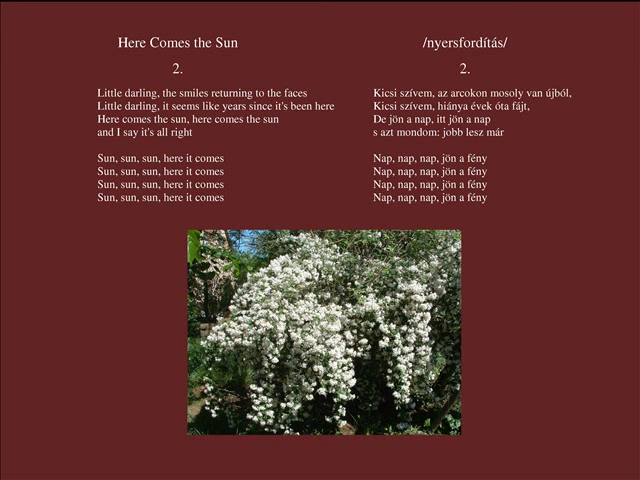 Here Comes the Sun
2.
Little darling, the smiles returning to the faces
Little darling, it seems like years since it's been here
Here comes the sun, here comes the sun
and I say it's all right
Sun, sun, sun, here it comes
Sun, sun, sun, here it comes
Sun, sun, sun, here it comes
Sun, sun, sun, here it comes
/nyersfordítás/
2.
Kicsi szívem, az arcokon mosoly van újból,
Kicsi szívem, hiánya évek óta fájt,
De jön a nap, itt jön a nap
s azt mondom: jobb lesz már
Nap, nap, nap, jön a fény
Nap, nap, nap, jön a fény
Nap, nap, nap, jön a fény
Nap, nap, nap, jön a fény